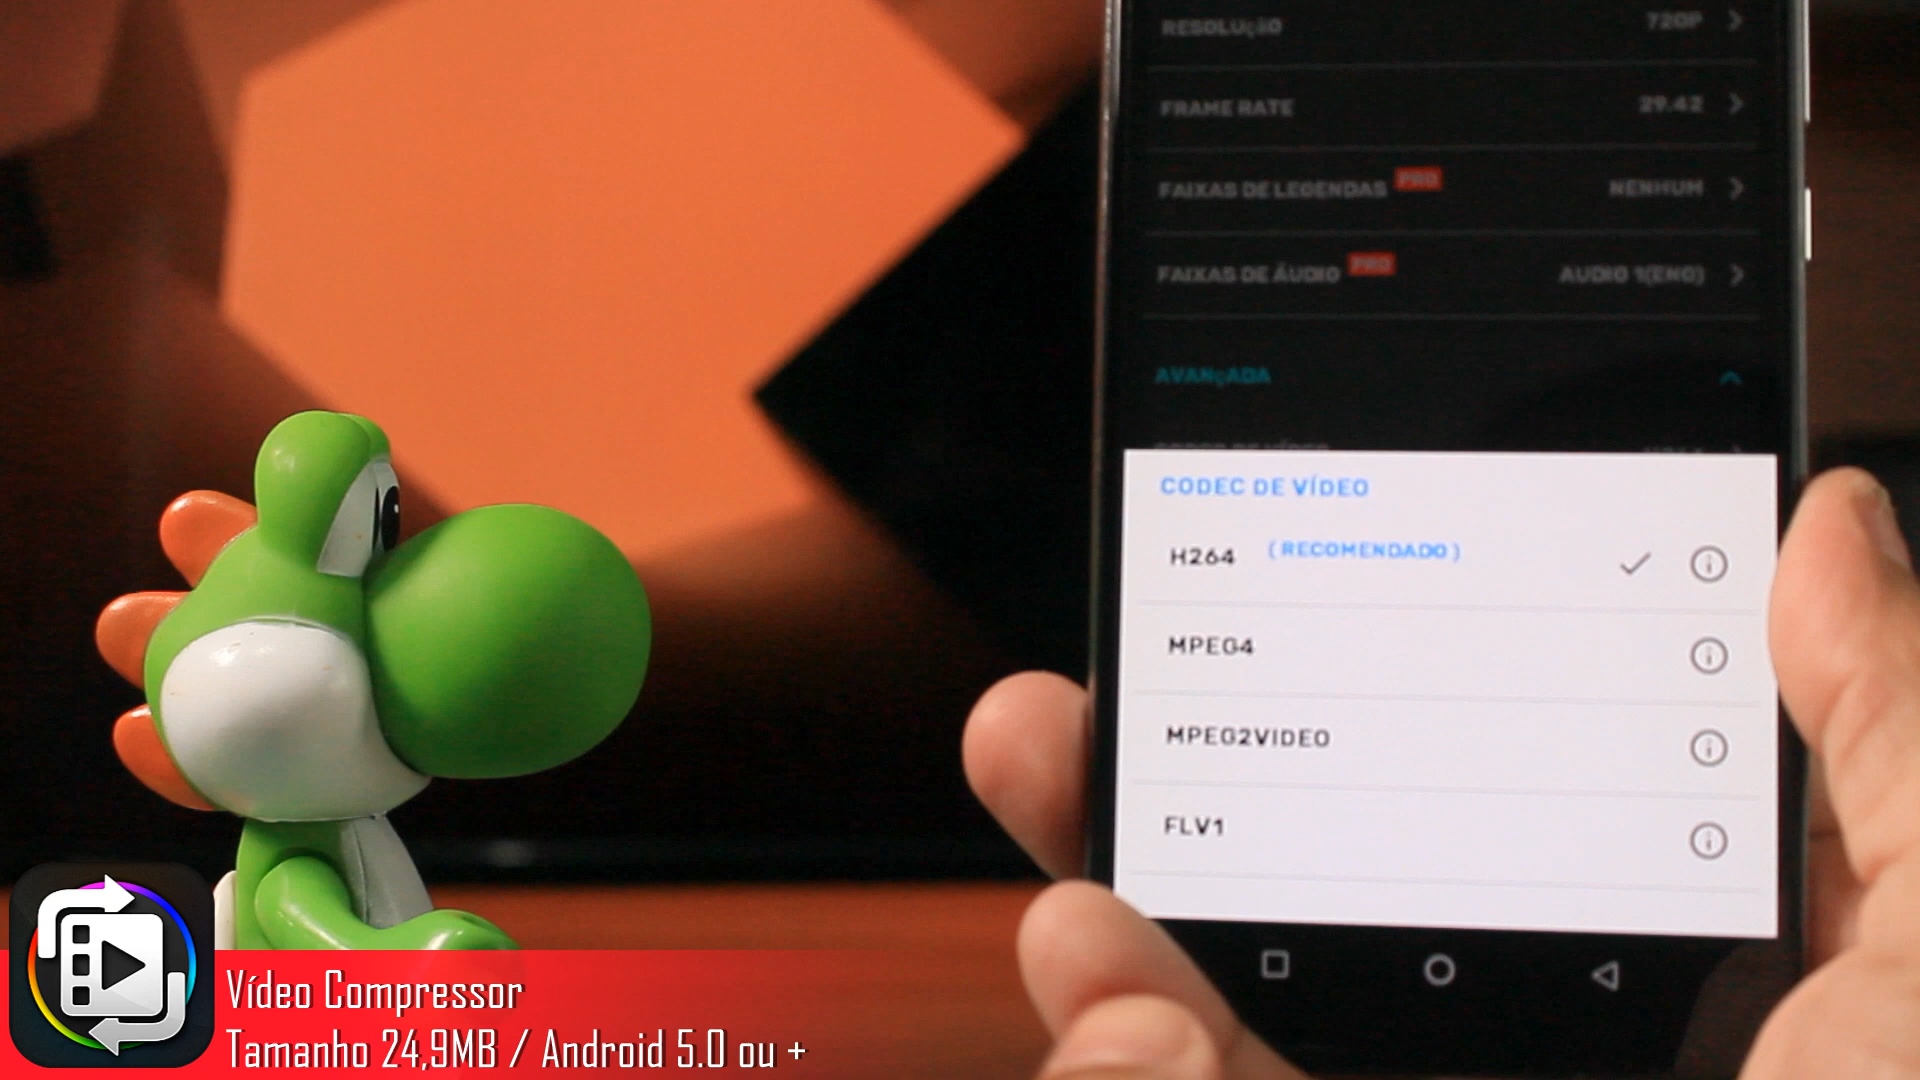 RESOLUÇÃO 720P
FRAME RATE 29.42
FAIXAS DE LEGENDAS PRO NENHUM
FAIXAS DE ÁUDIO PRO AUDIO 1(ENG)
AVANÇADA
CODEC DE VÍDEO
H264 (RECOMENDADO)
MPEG4
MPEG2VIDEO
FLV1
Vídeo Compressor
Tamanho 24,9MB / Android 5.0 ou +